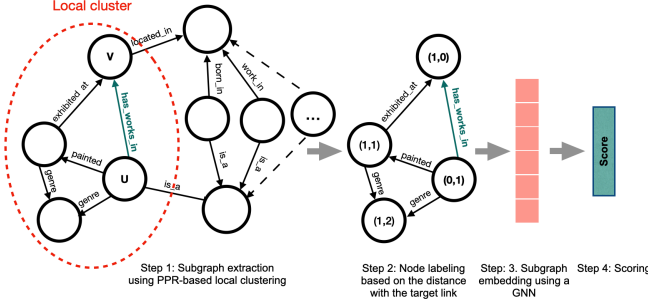 Local cluster
located_in
V
exhibited_at
has_works_in
born_in
work_in
...
painted
genre
U
genre
is_a
is_a
is_a
(1,0)
exhibited_at
has_works_in
(1,1)
painted
(0,1)
genre
genre
(1,2)
Score
Step 1: Subgraph extraction
using PPR-based local clustering
Step 2: Node labeling
based on the distance
with the target link
Step: 3. Subgraph
embedding using a
GNN
Step 4: Scoring